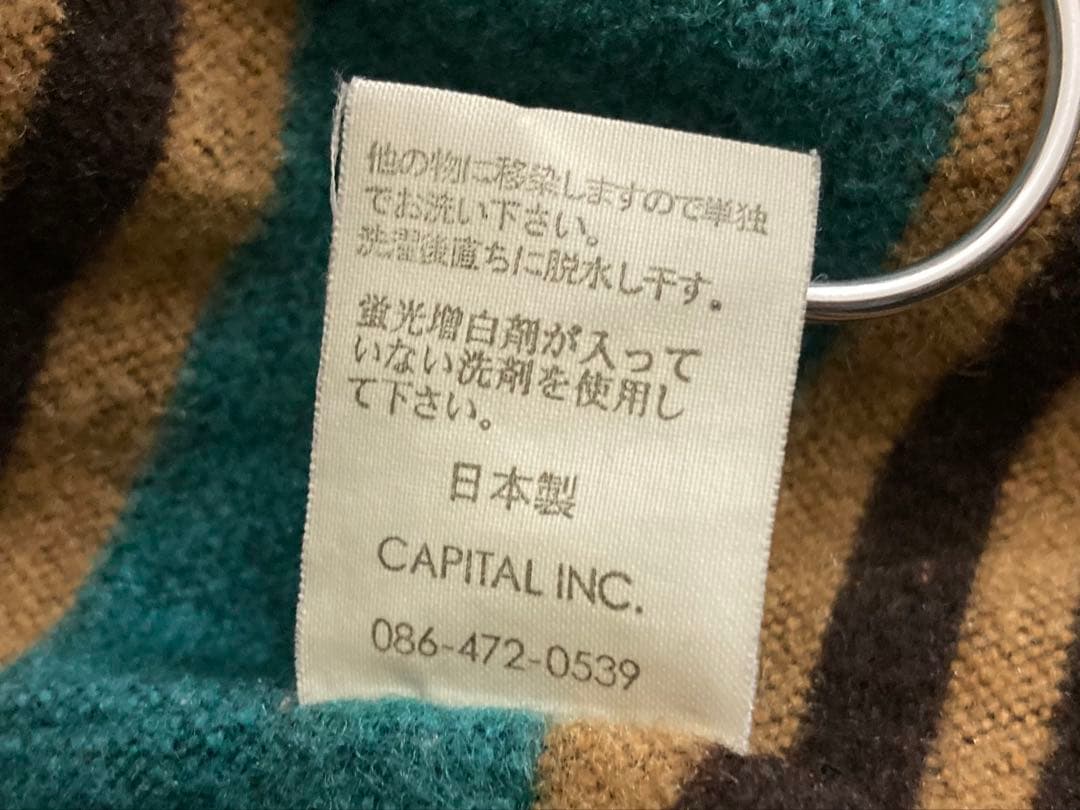 他の物に移染しますので単独
でお洗い下さい。
洗濯後直ちに脱水し干す。
蛍光増白剤が入って
いない洗剤を使用し
て下さい。
日本製
CAPITAL INC.
086-472-0539